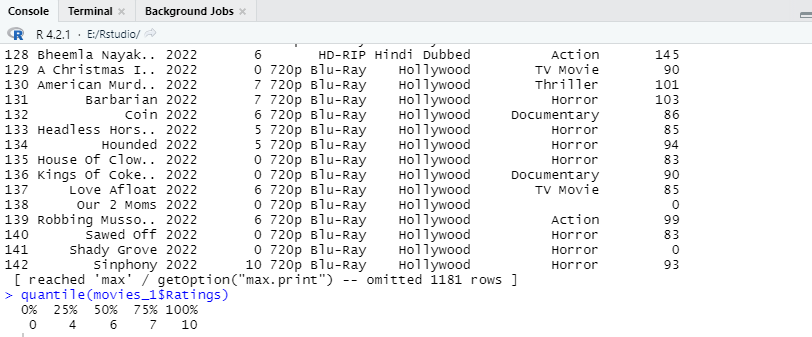 Console Terminal × Background Jobs ×
R R 4.2.1 · E:/Rstudio/
128 Bheemla Nayak.. 2022 6 HD-RIP Hindi Dubbed Action 145
129 A Christmas I.. 2022 0 720p Blu-Ray Hollywood TV Movie 90
130 American Murd.. 2022 7 720p Blu-Ray Hollywood Thriller 101
131 Barbarian 2022 7 720p Blu-Ray Hollywood Horror 103
132 Coin 2022 6 720p Blu-Ray Hollywood Documentary 86
133 Headless Hors.. 2022 5 720p Blu-Ray Hollywood Horror 85
134 Hounded 2022 5 720p Blu-Ray Hollywood Horror 94
135 House Of Clow.. 2022 0 720p Blu-Ray Hollywood Horror 83
136 Kings Of Coke.. 2022 0 720p Blu-Ray Hollywood Documentary 90
137 Love Afloat 2022 6 720p Blu-Ray Hollywood TV Movie 85
138 Our 2 Moms 2022 0 720p Blu-Ray Hollywood 0
139 Robbing Musso.. 2022 6 720p Blu-Ray Hollywood Action 99
140 Sawed Off 2022 0 720p Blu-Ray Hollywood Horror 83
141 Shady Grove 2022 0 720p Blu-Ray Hollywood Horror 0
142 Sinphony 2022 10 720p Blu-Ray Hollywood Horror 93
[ reached 'max' / getOption("max.print") -- omitted 1181 rows ]
> quantile(movies_1$Ratings)
0% 25% 50% 75% 100%
0 4 6 7 10